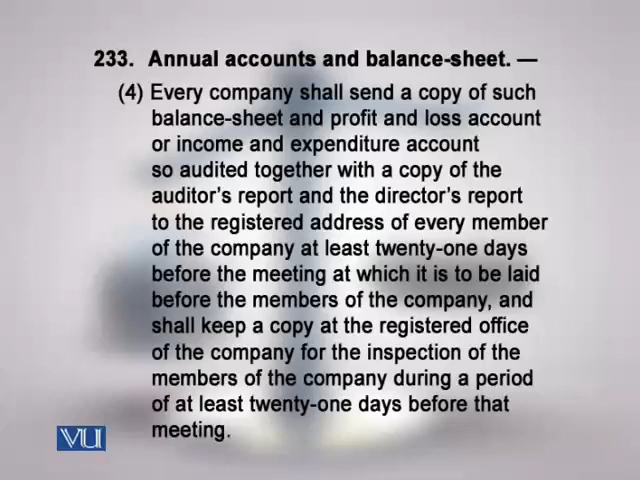 233. Annual accounts and balance-sheet. —
(4) Every company shall send a copy of such
balance-sheet and profit and loss account
or income and expenditure account
so audited together with a copy of the
auditor's report and the director's report
to the registered address of every member
of the company at least twenty-one days
before the meeting at which it is to be laid
before the members of the company, and
shall keep a copy at the registered office
of the company for the inspection of the
members of the company during a period
of at least twenty-one days before that
meeting.
VU